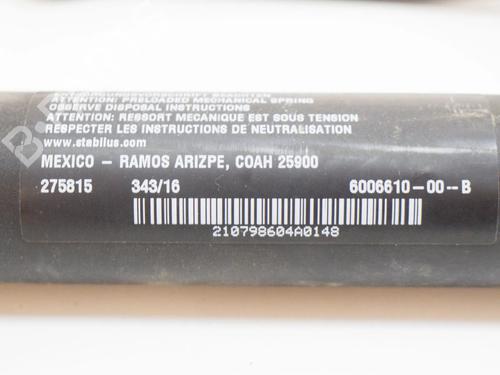 ATTENTION: PRELOADED MECHANICAL SPRING
OBSERVE DISPOSAL INSTRUCTIONS
ATTENTION: RESSORT MECANIQUE EST SOUS TENSION
RESPECTER LES INSTRUCTIONS DE NEUTRALISATION
www.stabilus.com
MEXICO - RAMOS ARIZPE, COAH 25900
275815 343/16 6006610-00--B
210798604A0148